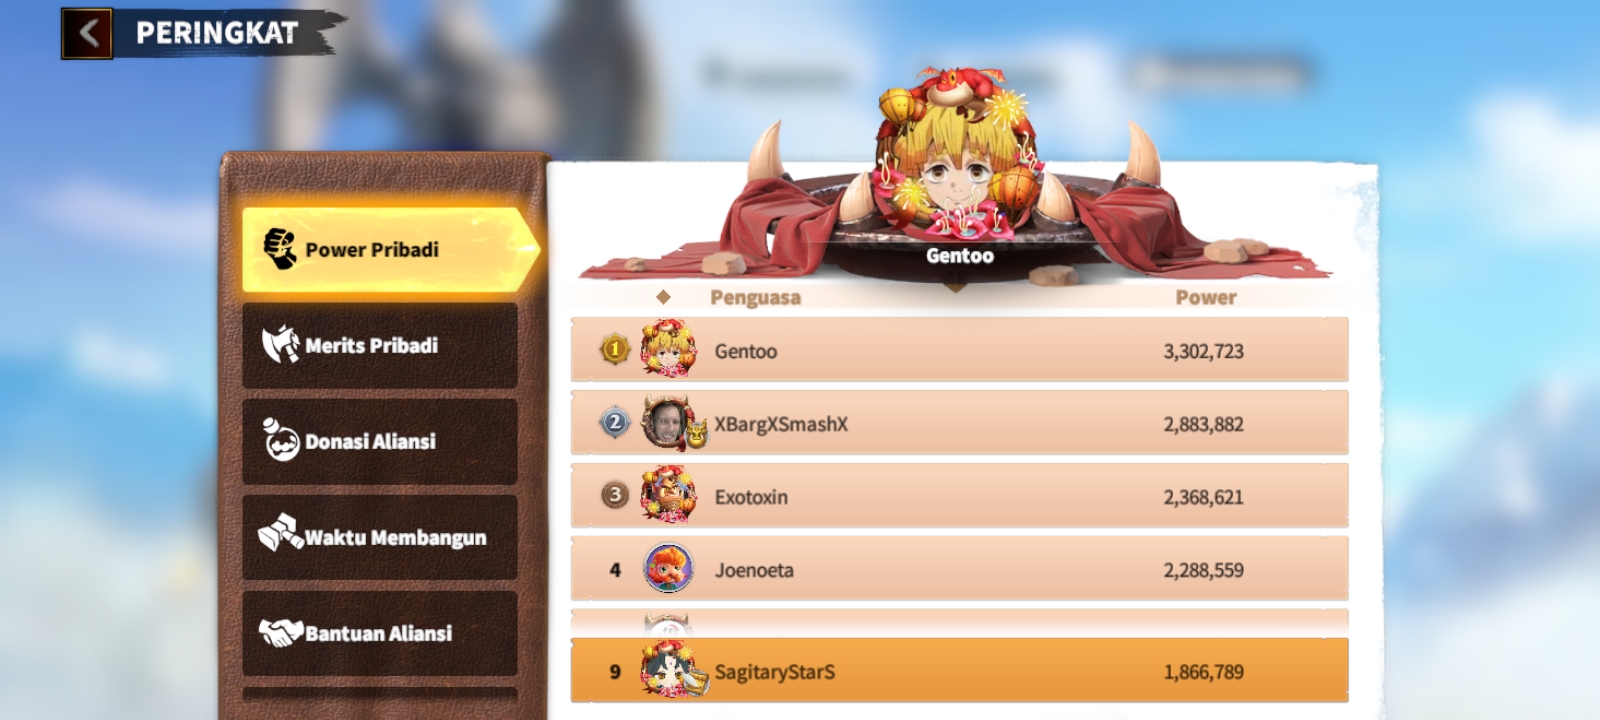 PERINGKAT
Power Pribadi
Merits Pribadi
Donasi Aliansi
Waktu Membangun
Bantuan Aliansi
Gentoo
Penguasa Power
1 Gentoo 3,302,723
2 XBargXSmashX 2,883,882
3 Exotoxin 2,368,621
4 Joenoeta 2,288,559
9 SagitaryStarS 1,866,789